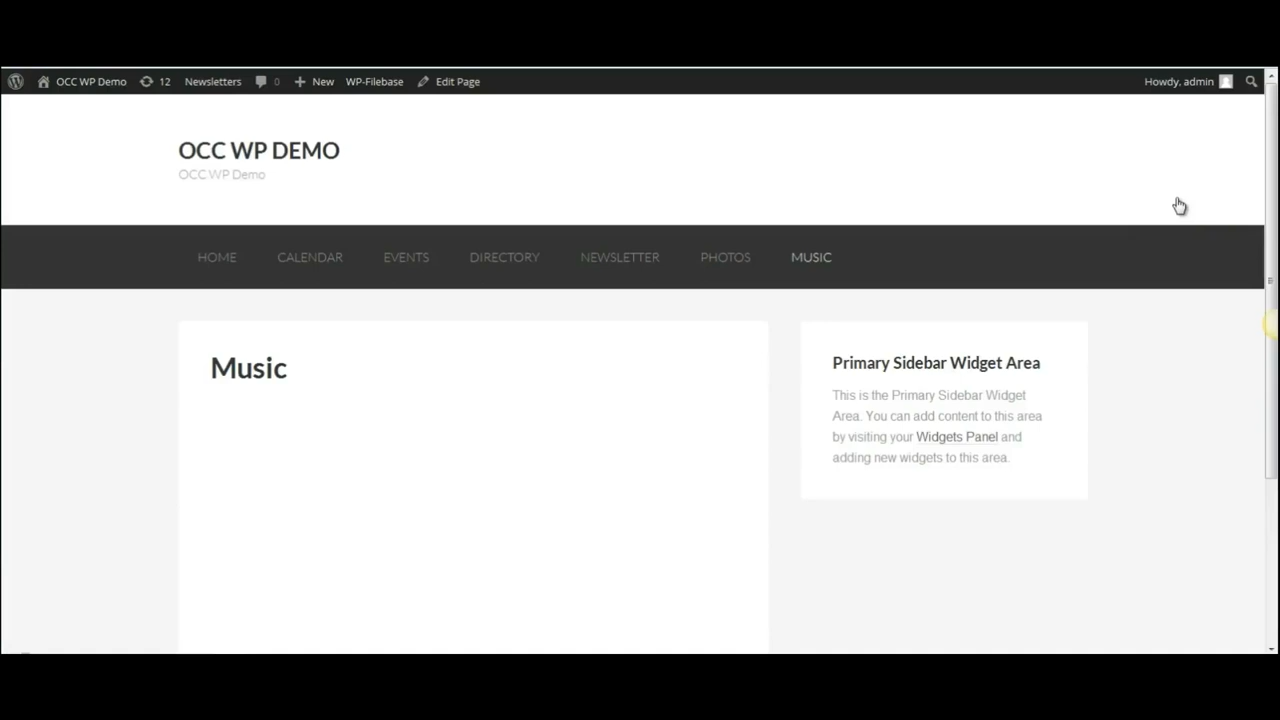 OCC WP Demo 12 Newsletters 0 New WP-Filebase Edit Page Howdy, admin
OCC WP DEMO
OCC WP Demo
HOME CALENDAR EVENTS DIRECTORY NEWSLETTER PHOTOS MUSIC
Music
Primary Sidebar Widget Area
This is the Primary Sidebar Widget
Area. You can add content to this area
by visiting your Widgets Panel and
adding new widgets to this area.